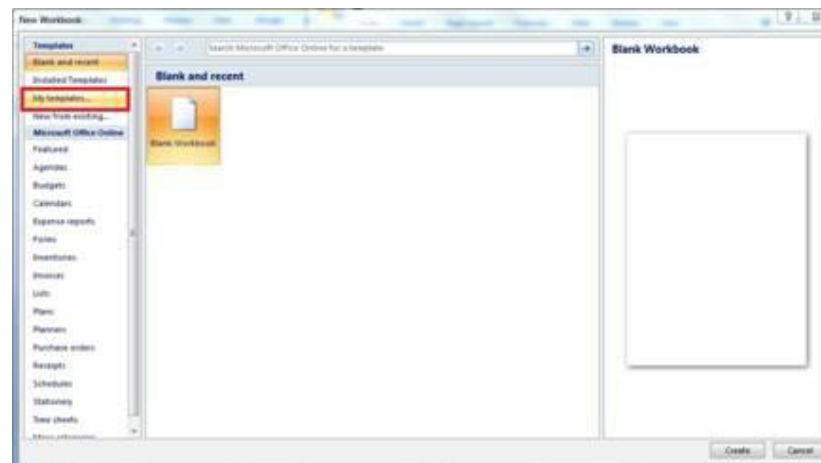 New Workbook
Templates
Blank and recent
Installed Templates
My templates...
New from existing...
Microsoft Office Online
Featured
Agendas
Budgets
Calendars
Expense reports
Forms
Inventories
Invoices
Lists
Plans
Planners
Purchase orders
Receipts
Schedules
Stationery
Time sheets
More categories
Search Microsoft Office Online for a template
Blank and recent
Blank Workbook
Blank Workbook
Create
Cancel